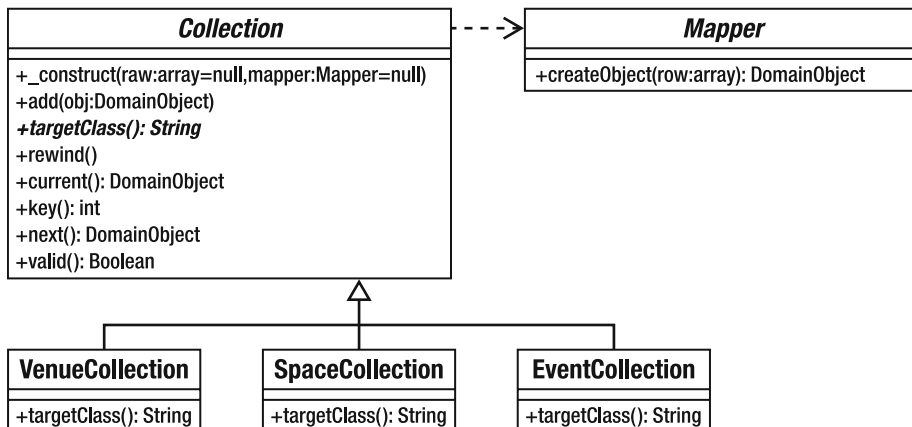 Collection
+_construct(raw:array=null,mapper:Mapper=null)
+add(obj:DomainObject)
+targetClass(): String
+rewind()
+current(): DomainObject
+key(): int
+next(): DomainObject
+valid(): Boolean
Mapper
+createObject(row:array): DomainObject
VenueCollection
+targetClass(): String
SpaceCollection
+targetClass(): String
EventCollection
+targetClass(): String